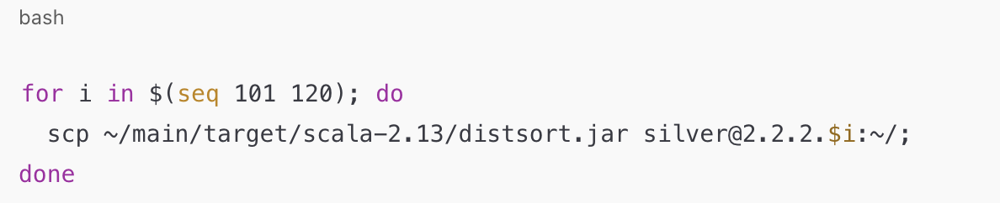 bash
for i in $(seq 101 120); do
scp ~/main/target/scala-2.13/distsort.jar silver@2.2.2.$i:~/;
done